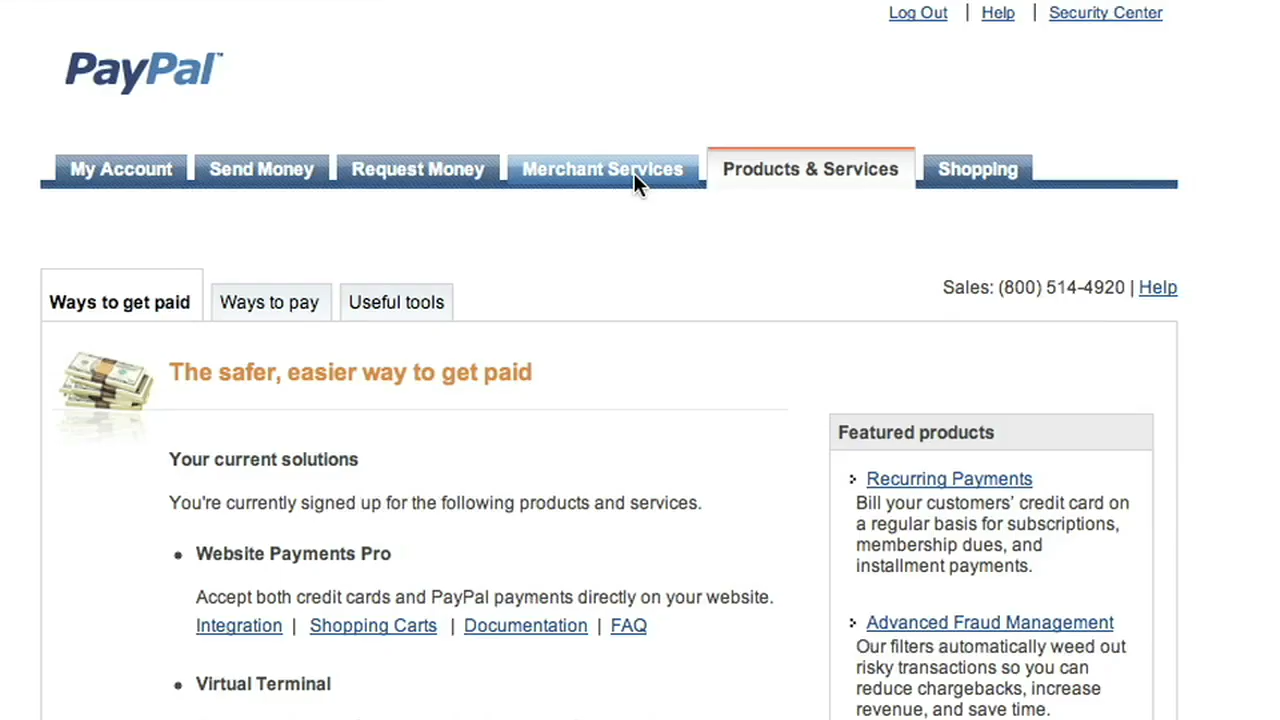 Log Out | Help | Security Center
PayPal™
My Account Send Money Request Money Merchant Services Products & Services Shopping
Ways to get paid Ways to pay Useful tools
Sales: (800) 514-4920 | Help
The safer, easier way to get paid
Your current solutions
You're currently signed up for the following products and services.
• Website Payments Pro
Accept both credit cards and PayPal payments directly on your website.
Integration | Shopping Carts | Documentation | FAQ
• Virtual Terminal
Featured products
Recurring Payments
Bill your customers’ credit card on
a regular basis for subscriptions,
membership dues, and
installment payments.
Advanced Fraud Management
Our filters automatically weed out
risky transactions so you can
reduce chargebacks, increase
revenue, and save time.